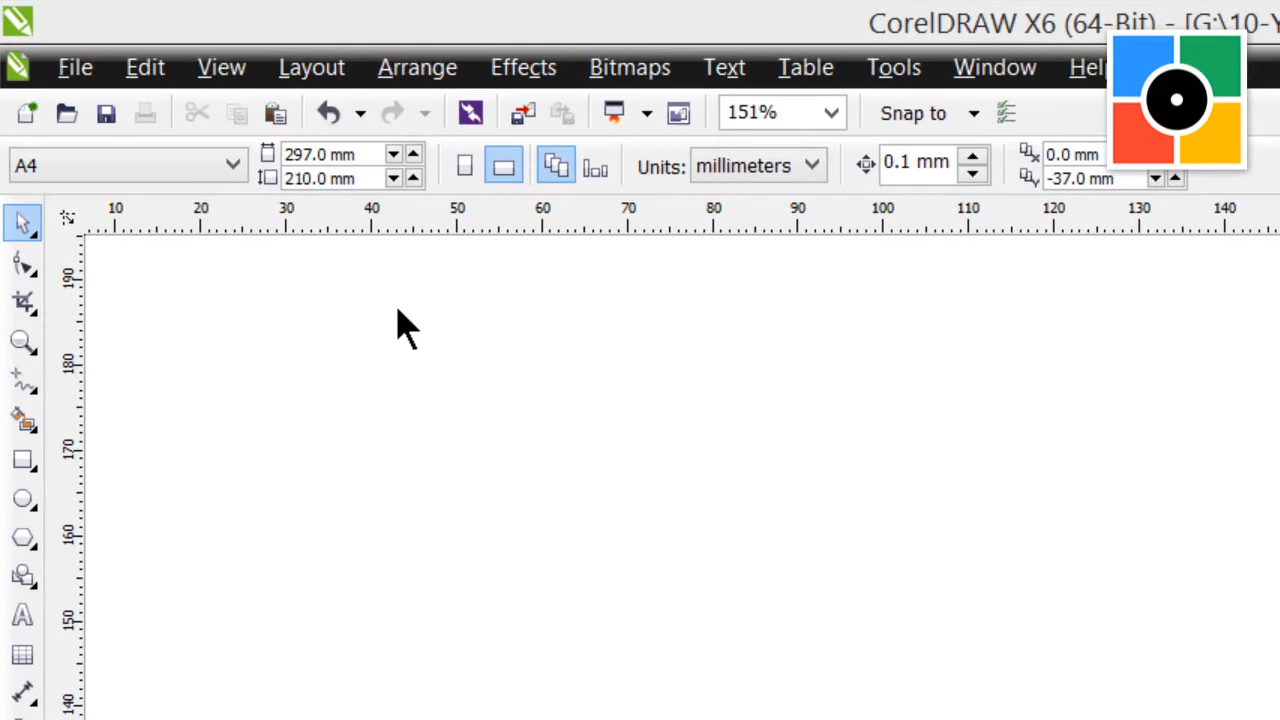 CorelDRAW X6 (64-Bit) - [G:\10-Y
File Edit View Layout Arrange Effects Bitmaps Text Table Tools Window Help
151% Snap to
A4 297.0 mm 210.0 mm Units: millimeters 0.1 mm 0.0 mm -37.0 mm
10 20 30 40 50 60 70 80 90 100 110 120 130 140
190
180
170
160
150
140